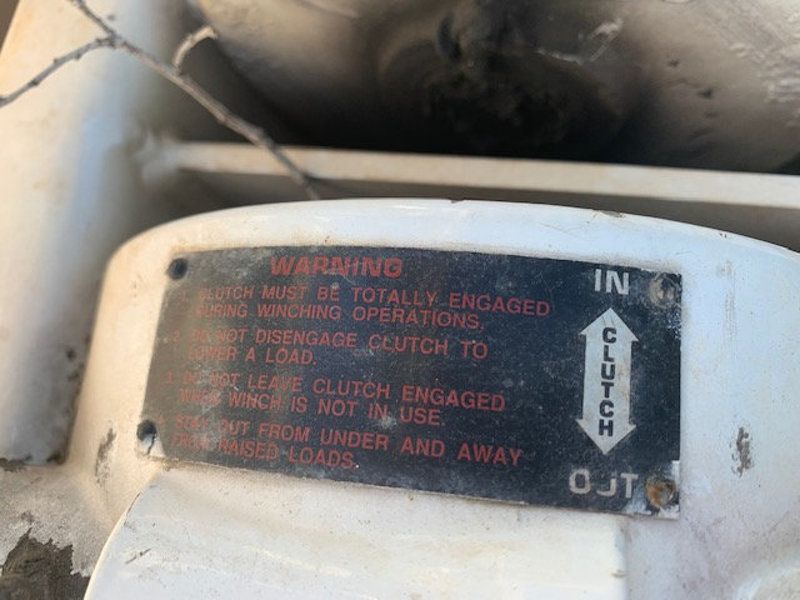 WARNING
1. CLUTCH MUST BE TOTALLY ENGAGED
DURING WINCHING OPERATIONS.
2. DO NOT DISENGAGE CLUTCH TO
LOWER A LOAD.
3. DO NOT LEAVE CLUTCH ENGAGED
WHEN WINCH IS NOT IN USE.
4. STAY OUT FROM UNDER AND AWAY
FROM RAISED LOADS.
IN
CLUTCH
OUT